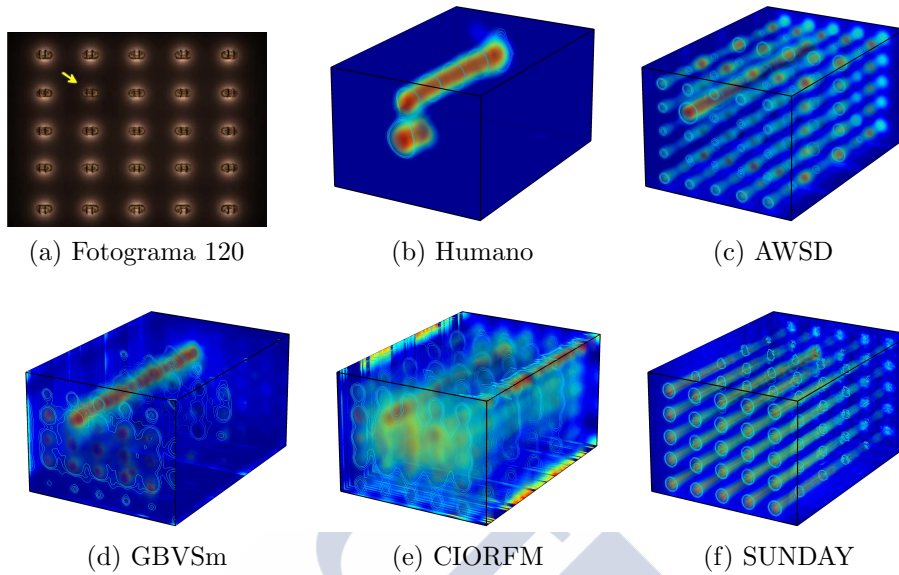 (a) Fotograma 120
(b) Humano
(c) AWSD
(d) GBVSm
(e) CIORFM
(f) SUNDAY